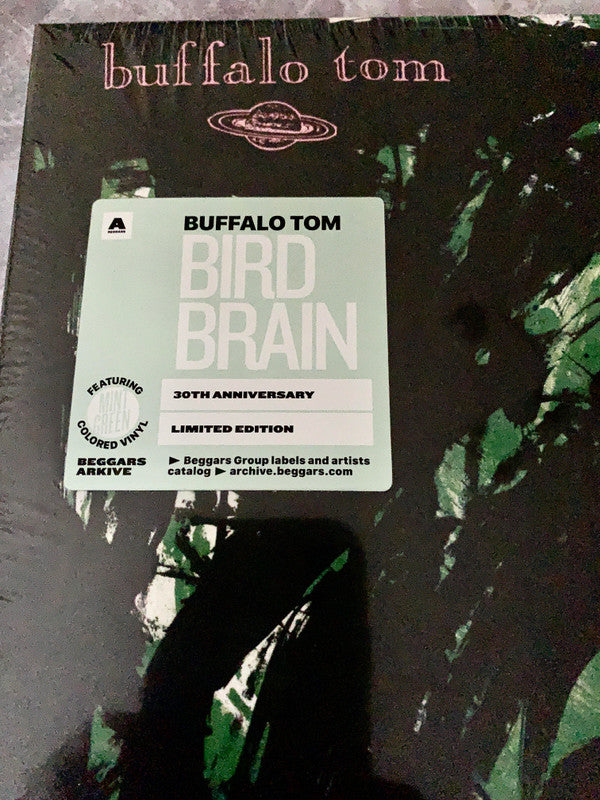 buffalo tom
A
BEGGARS
BUFFALO TOM
BIRD
BRAIN
FEATURING
MINT
GREEN
COLORED VINYL
30TH ANNIVERSARY
LIMITED EDITION
BEGGARS
ARKIVE
► Beggars Group labels and artists
catalog ► archive.beggars.com